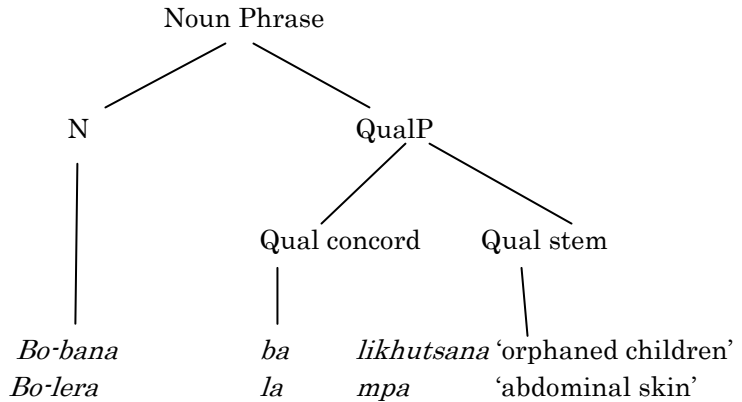 Noun Phrase
N QualP
Qual concord Qual stem
Bo-bana ba likhutsana ‘orphaned children’
Bo-lera la mpa ‘abdominal skin’